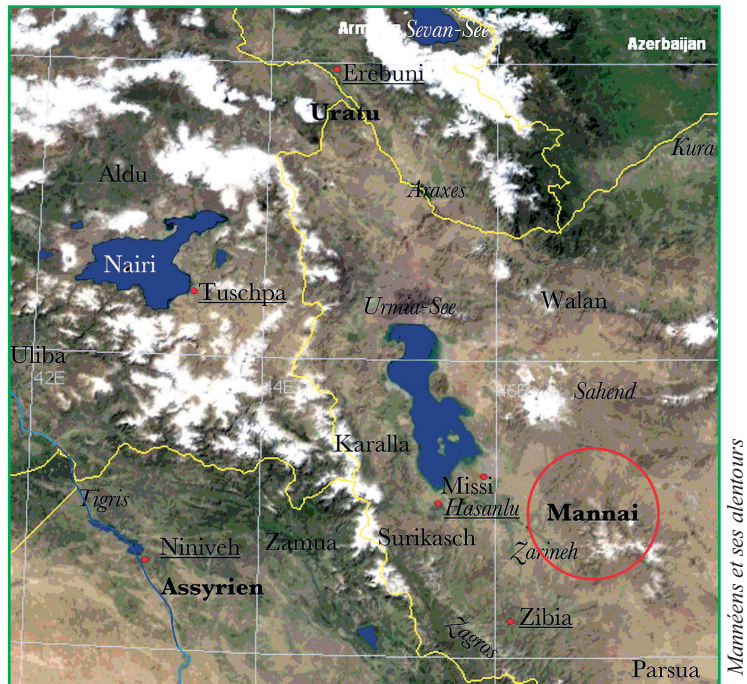 Sevan-See
Azerbaijan
Erebuni
Uratu
Kura
Aldu
Araxes
Nairi
Tuschpa
Walan
Urmia-See
Uliba
42E
44E
46E
Sahend
Karalla
Missi
Hasanlu
Mannai
Tigris
Surikasch
Zarineh
Niniveh
Zamua
Assyrien
Zibia
Zagros
Parsua
Mannéens et ses alentours